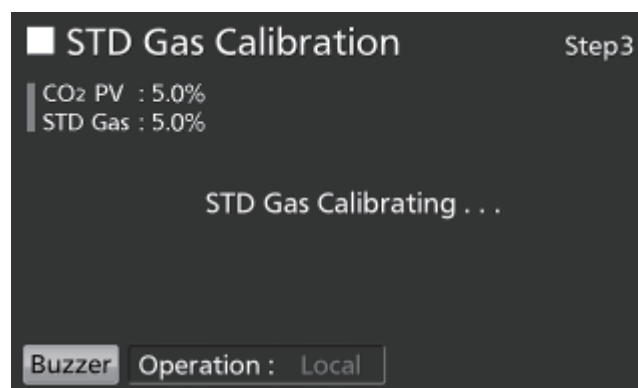 STD Gas Calibration Step3
CO2 PV : 5.0%
STD Gas : 5.0%
STD Gas Calibrating . . .
Buzzer Operation : Local